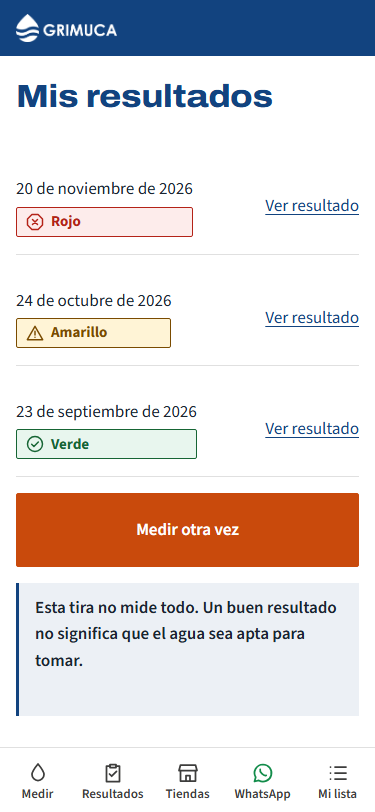 GRIMUCA
Mis resultados
20 de noviembre de 2026
Rojo
Ver resultado
24 de octubre de 2026
Amarillo
Ver resultado
23 de septiembre de 2026
Verde
Ver resultado
Medir otra vez
Esta tira no mide todo. Un buen resultado
no significa que el agua sea apta para
tomar.
Medir
Resultados
Tiendas
WhatsApp
Mi lista